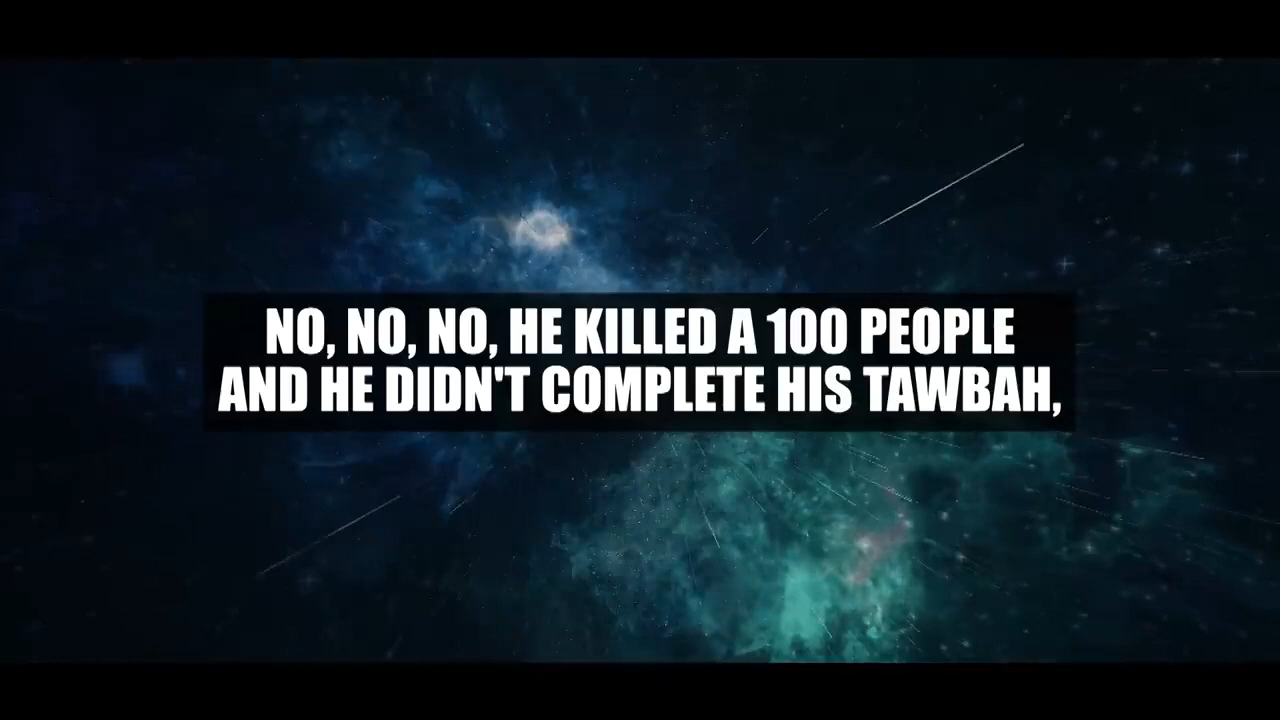 NO, NO, NO, HE KILLED A 100 PEOPLE
AND HE DIDN'T COMPLETE HIS TAWBAH,